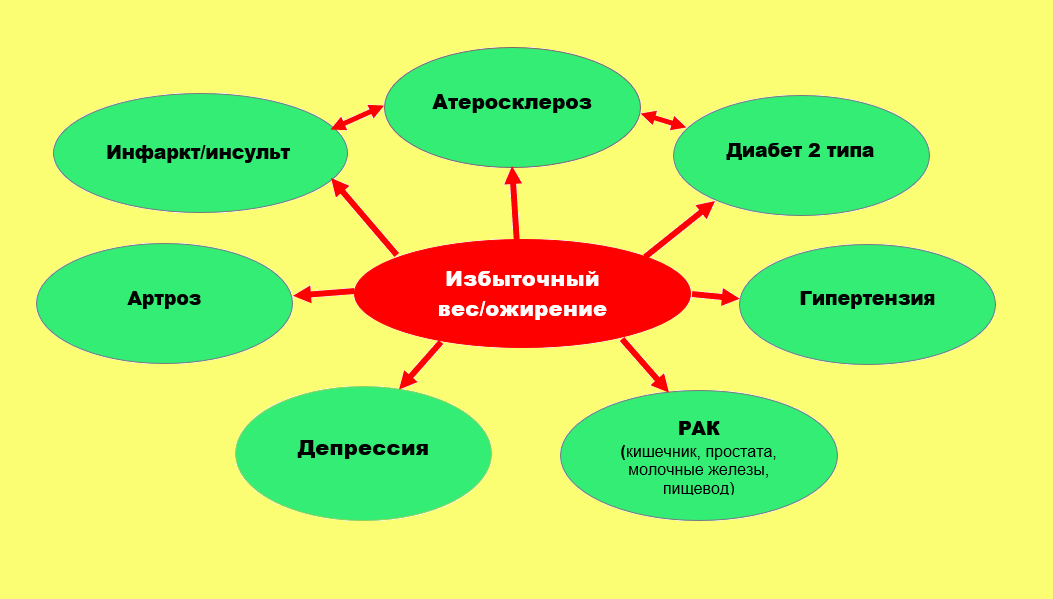 Атеросклероз
Инфаркт/инсульт
Диабет 2 типа
Избыточный
вес/ожирение
Артроз
Гипертензия
Депрессия
РАК
(кишечник, простата,
молочные железы,
пищевод)